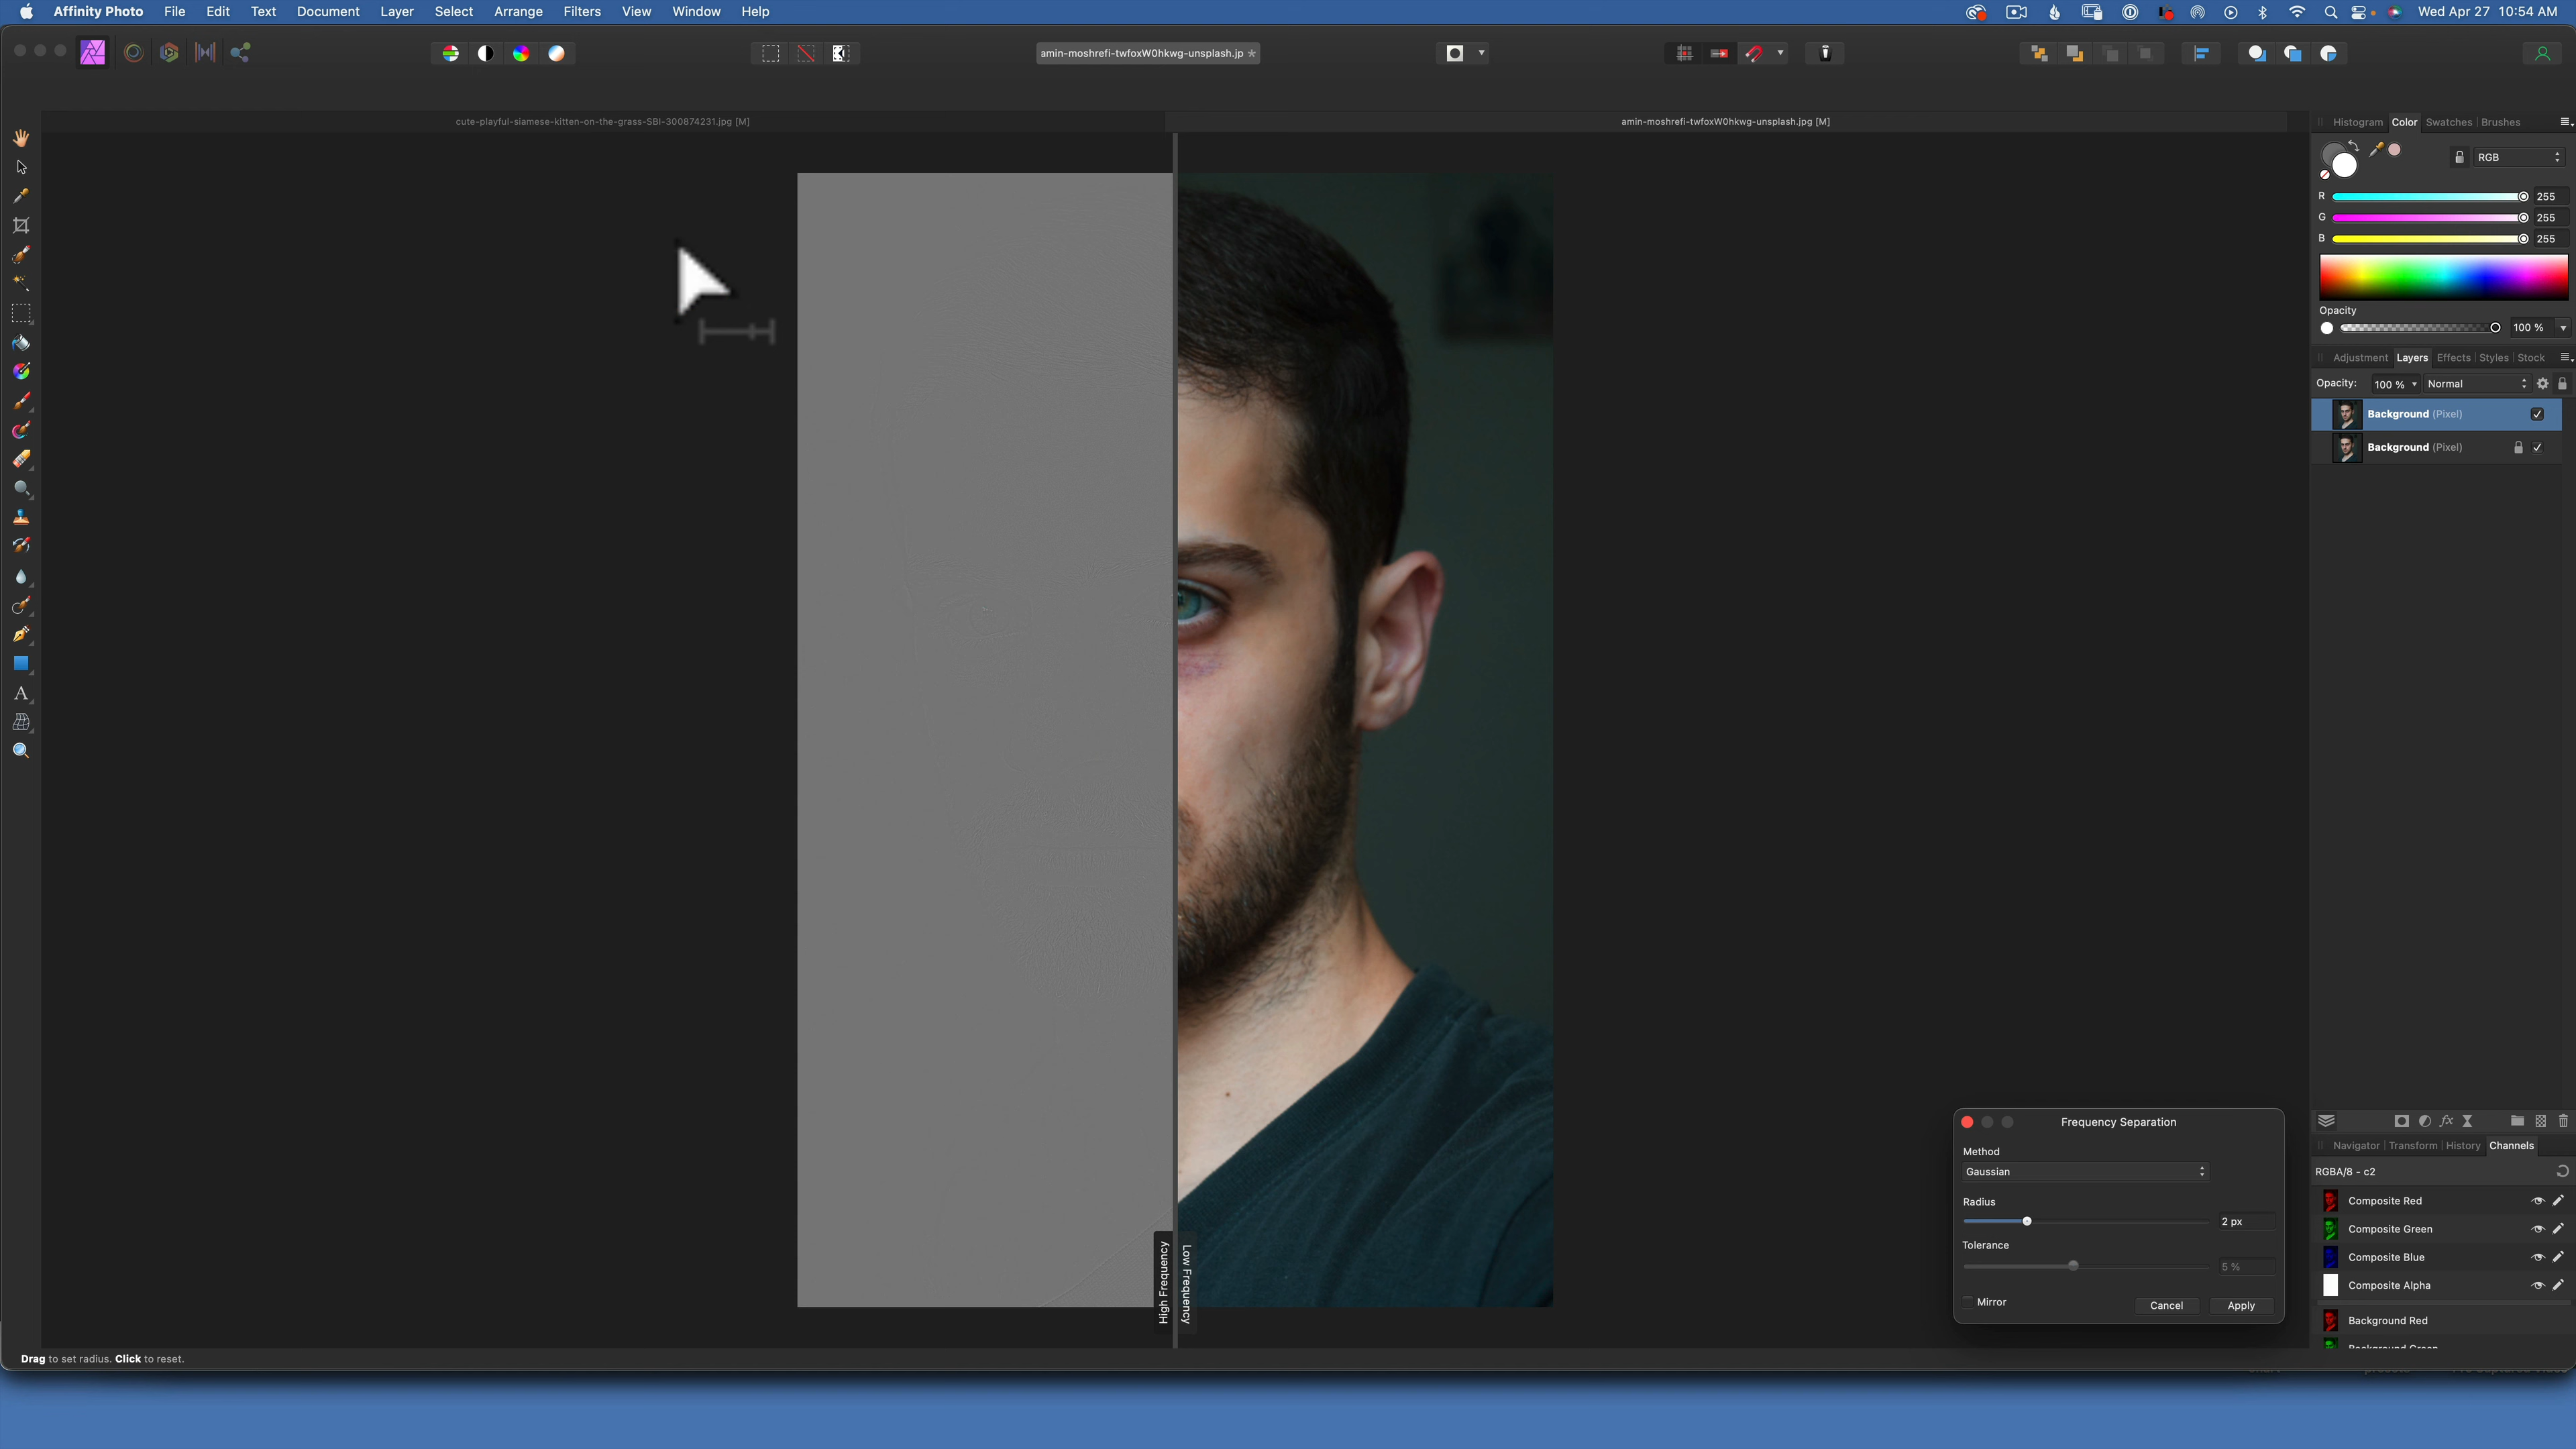 Affinity Photo File Edit Text Document Layer Select Arrange Filters View Window Help
Wed Apr 27 10:54 AM
amin-moshrefi-twfoxW0hkwg-unsplash.jp *
cute-playful-siamese-kitten-on-the-grass-SBI-300874231.jpg [M]
amin-moshrefi-twfoxW0hkwg-unsplash.jpg [M]
Histogram Color Swatches Brushes
RGB
R 255
G 255
B 255
Opacity
100 %
Adjustment Layers Effects Styles Stock
Opacity: 100 % Normal
Background (Pixel)
Background (Pixel)
High Frequency
Low Frequency
Frequency Separation
Method
Gaussian
Radius
2 px
Tolerance
5 %
Mirror
Cancel
Apply
Navigator Transform History Channels
RGBA/8 - c2
Composite Red
Composite Green
Composite Blue
Composite Alpha
Background Red
Background Green
Drag to set radius. Click to reset.